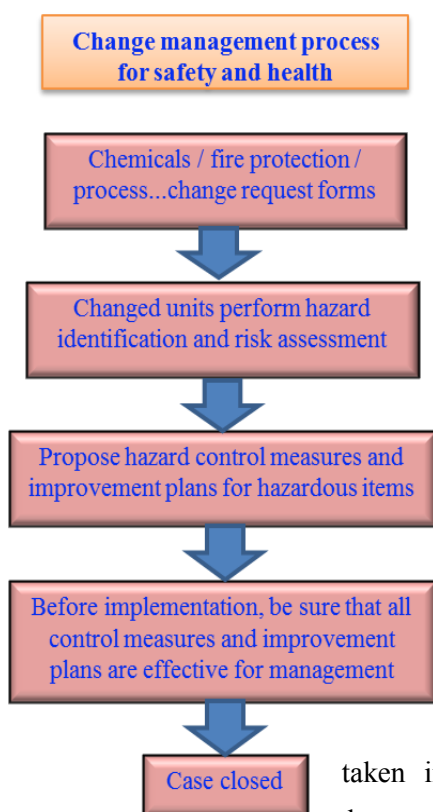 Change management process
for safety and health
Chemicals / fire protection /
process...change request forms
Changed units perform hazard
identification and risk assessment
Propose hazard control measures and
improvement plans for hazardous items
Before implementation, be sure that all
control measures and improvement
plans are effective for management
Case closed
taken i